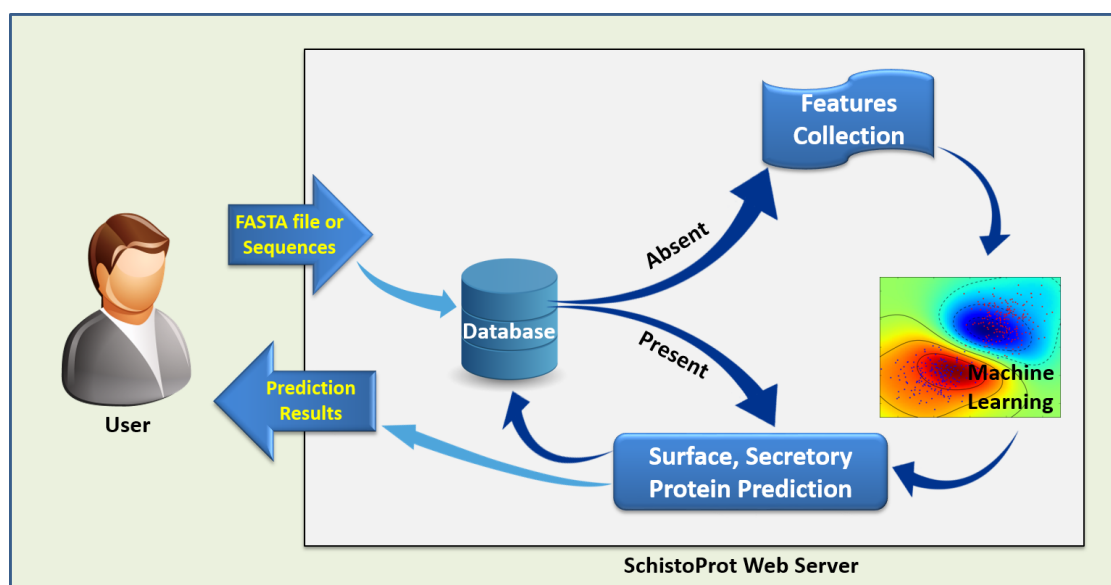 Features
Collection
FASTA file or
Sequences
Absent
Database
Present
Machine
Learning
Prediction
Results
User
Surface, Secretory
Protein Prediction
SchistoProt Web Server